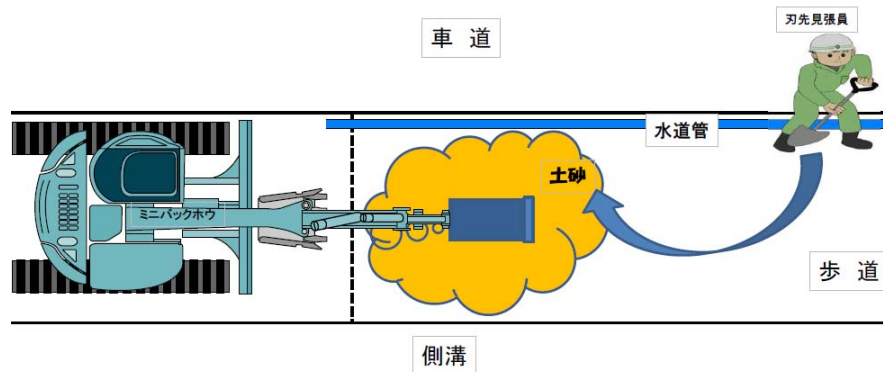 車 道
刃先見張員
水道管
土砂
ミニバックホウ
歩 道
側溝